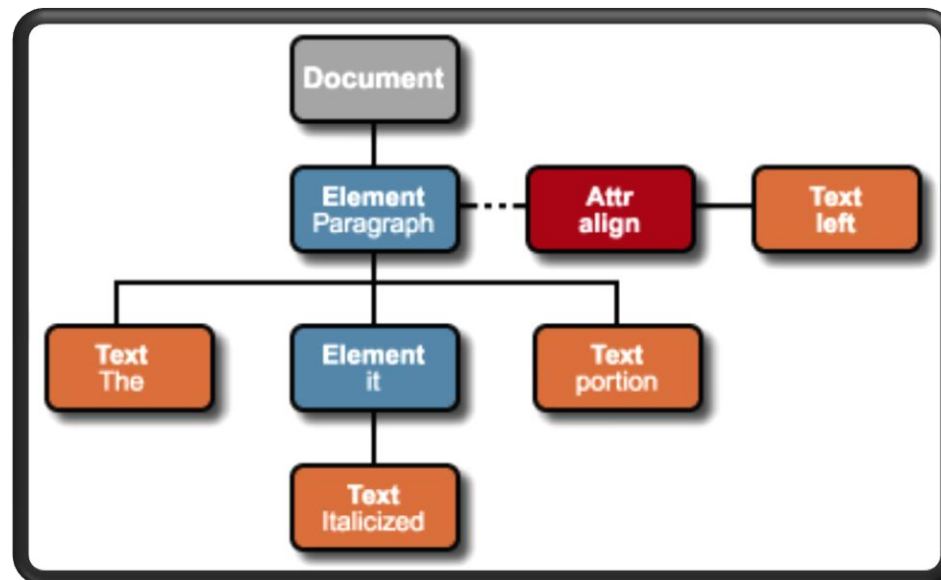 Document
Element
Paragraph
Attr
align
Text
left
Text
The
Element
it
Text
portion
Text
Italicized